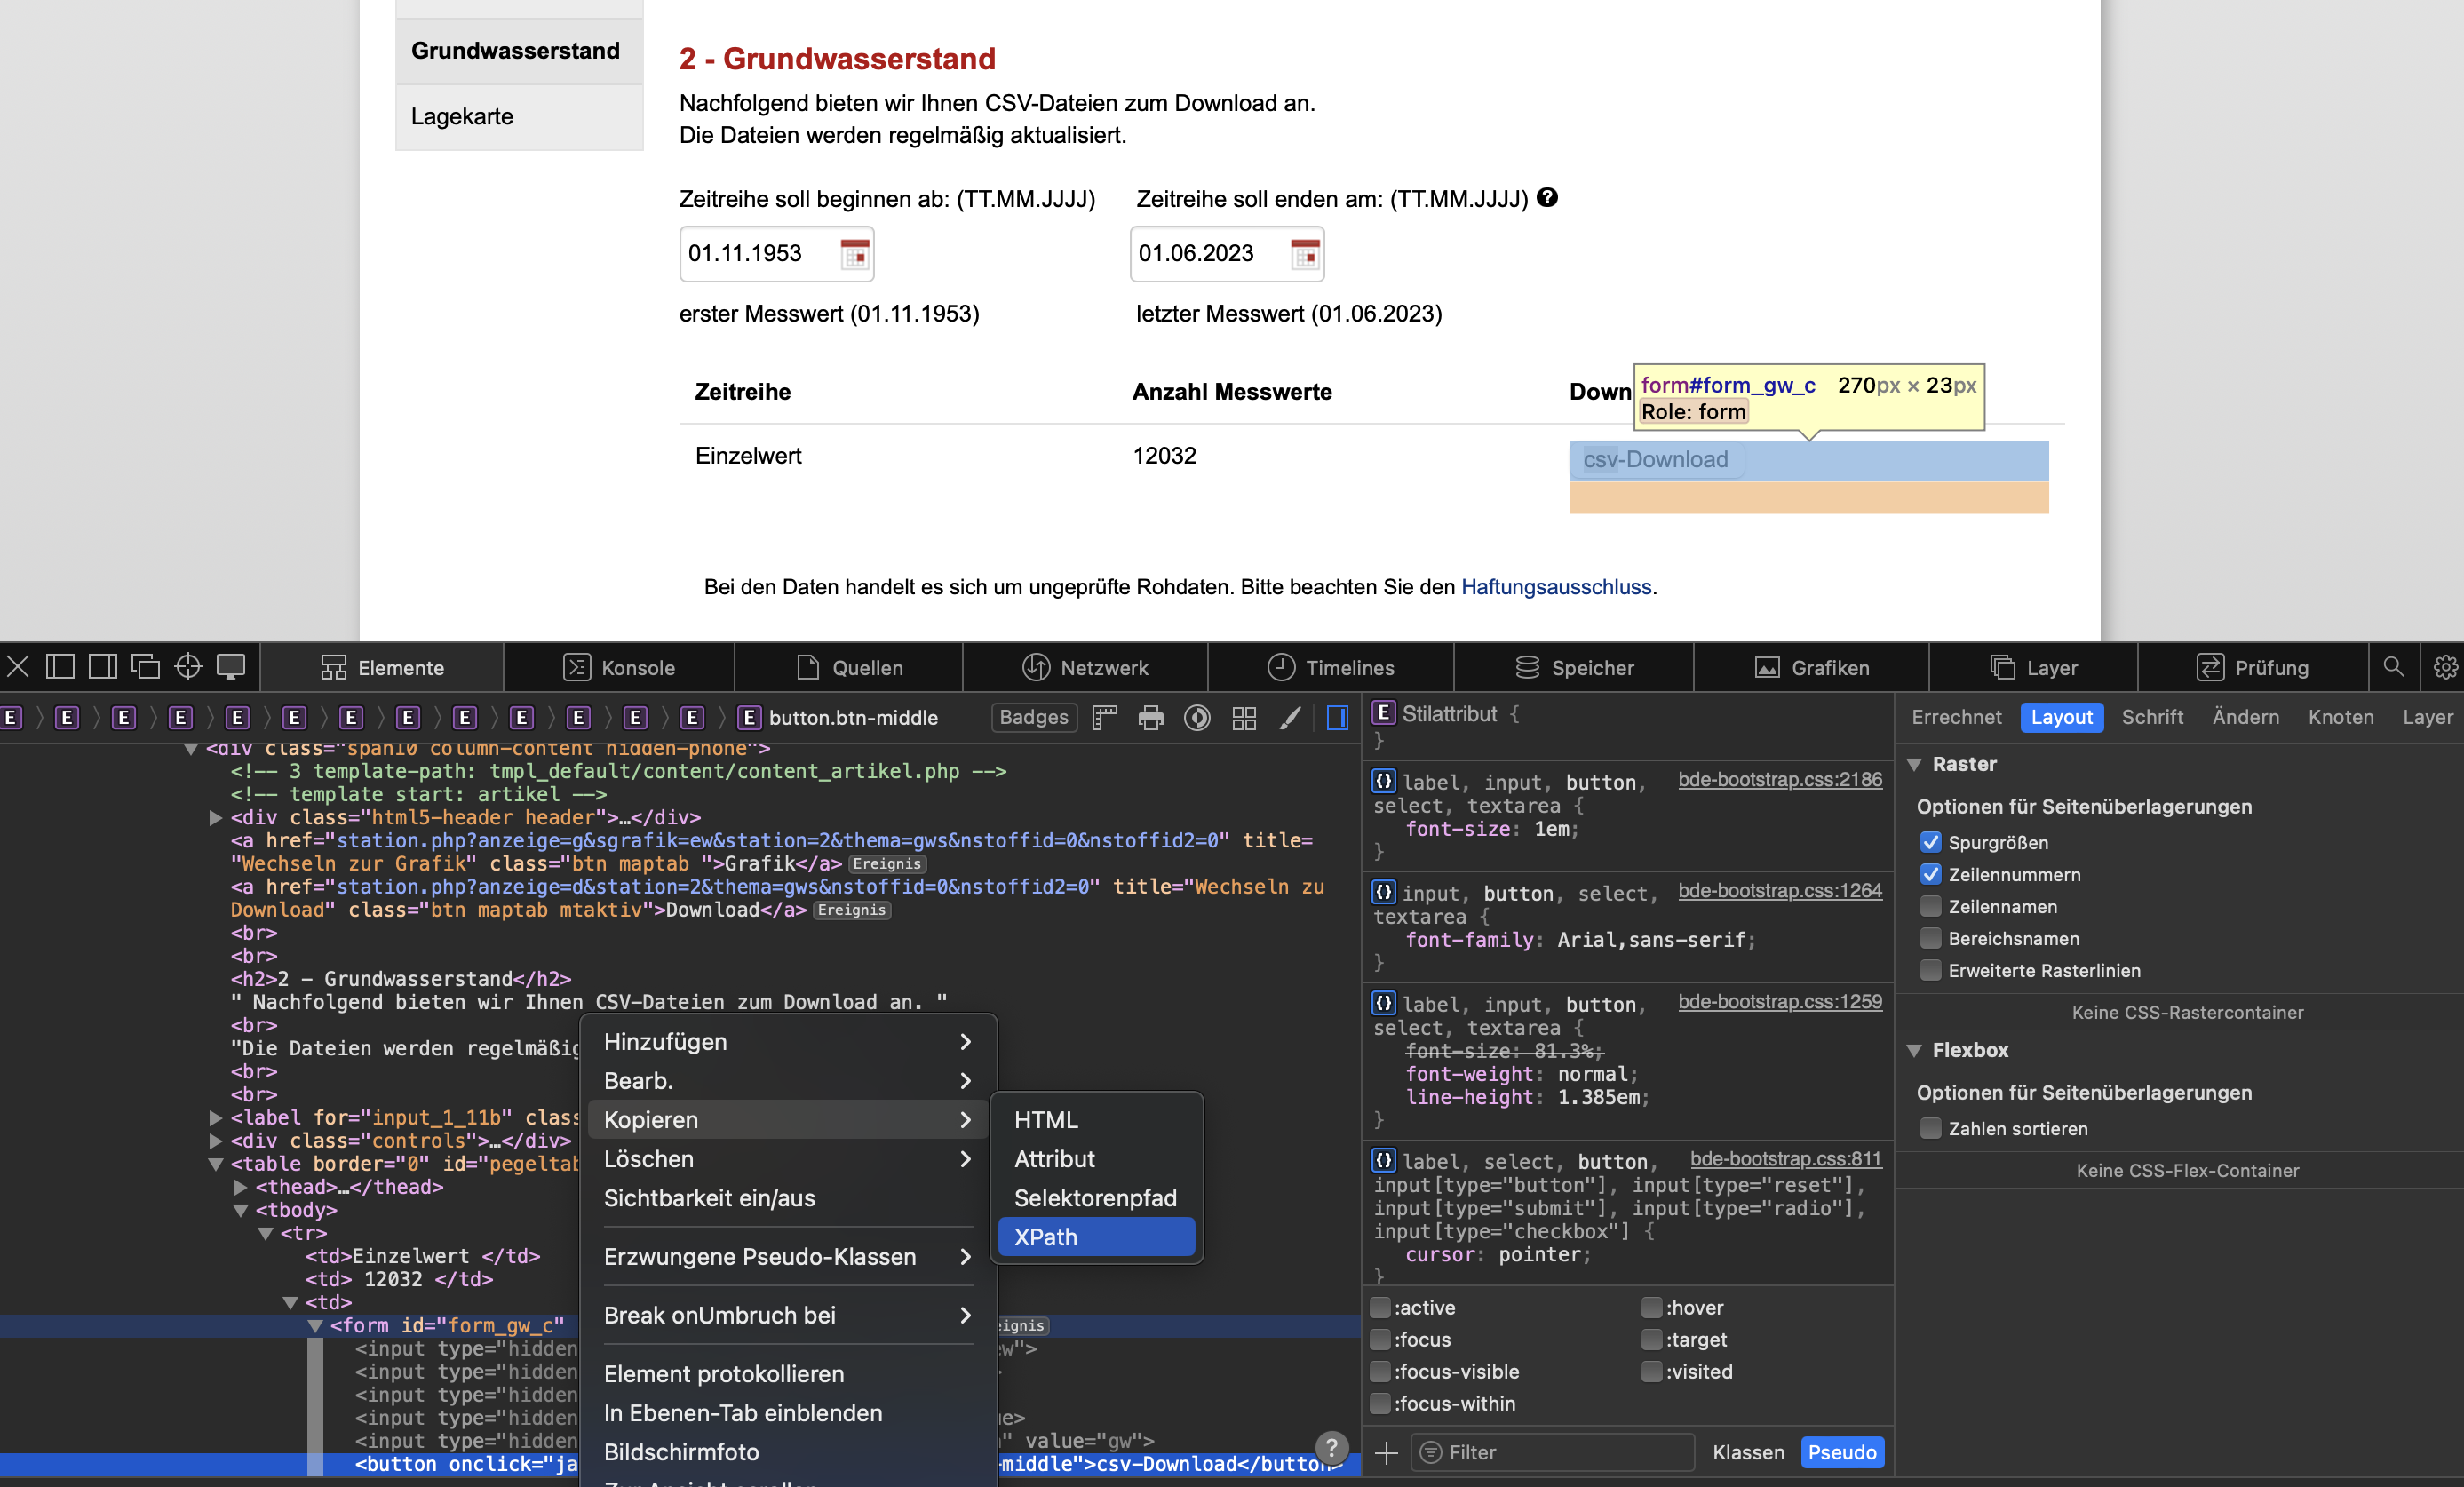 Grundwasserstand
Lagekarte
2 - Grundwasserstand
Nachfolgend bieten wir Ihnen CSV-Dateien zum Download an.
Die Dateien werden regelmäßig aktualisiert.
Zeitreihe soll beginnen ab: (TT.MM.JJJJ) Zeitreihe soll enden am: (TT.MM.JJJJ) ?
01.11.1953 01.06.2023
erster Messwert (01.11.1953) letzter Messwert (01.06.2023)
Zeitreihe Anzahl Messwerte Down
form#form_gw_c 270px × 23px
Role: form
Einzelwert 12032 csv-Download
Bei den Daten handelt es sich um ungeprüfte Rohdaten. Bitte beachten Sie den Haftungsausschluss.
Elemente Konsole Quellen Netzwerk Timelines Speicher Grafiken Layer Prüfung
E E E E E E E E E E E E E E button.btn-middle Badges
<div class="span10 column-content hidden-phone">
<!-- 3 template-path: tmpl_default/content/content_artikel.php -->
<!-- template start: artikel -->
<div class="html5-header header">…</div>
<a href="station.php?anzeige=g&sgrafik=ew&station=2&thema=gws&nstoffid=0&nstoffid2=0" title=
"Wechseln zur Grafik" class="btn maptab ">Grafik</a> Ereignis
<a href="station.php?anzeige=d&station=2&thema=gws&nstoffid=0&nstoffid2=0" title="Wechseln zu
Download" class="btn maptab mtaktiv">Download</a> Ereignis
<br>
<br>
<h2>2 - Grundwasserstand</h2>
" Nachfolgend bieten wir Ihnen CSV-Dateien zum Download an. "
<br>
"Die Dateien werden regelmäßig
<br>
<br>
<label for="input_1_11b" class
<div class="controls">…</div>
<table border="0" id="pegeltab
<thead>…</thead>
<tbody>
<tr>
<td>Einzelwert </td>
<td> 12032 </td>
<td>
<form id="form_gw_c" eignis
<input type="hidden ew">
<input type="hidden
<input type="hidden
<input type="hidden ue>
<input type="hidden " value="gw">
<button onclick="ja -middle">csv-Download</button>
?
Hinzufügen
Bearb.
Kopieren
Löschen
Sichtbarkeit ein/aus
Erzwungene Pseudo-Klassen
Break onUmbruch bei
Element protokollieren
In Ebenen-Tab einblenden
Bildschirmfoto
HTML
Attribut
Selektorenpfad
XPath
E Stilattribut {
}
label, input, button, bde-bootstrap.css:2186
select, textarea {
font-size: 1em;
}
input, button, select, bde-bootstrap.css:1264
textarea {
font-family: Arial,sans-serif;
}
label, input, button, bde-bootstrap.css:1259
select, textarea {
font-size: 81.3%;
font-weight: normal;
line-height: 1.385em;
}
label, select, button, bde-bootstrap.css:811
input[type="button"], input[type="reset"],
input[type="submit"], input[type="radio"],
input[type="checkbox"] {
cursor: pointer;
}
:active :hover
:focus :target
:focus-visible :visited
:focus-within
Filter Klassen Pseudo
Errechnet Layout Schrift Ändern Knoten Layer
Raster
Optionen für Seitenüberlagerungen
Spurgrößen
Zeilennummern
Zeilennamen
Bereichsnamen
Erweiterte Rasterlinien
Keine CSS-Rastercontainer
Flexbox
Optionen für Seitenüberlagerungen
Zahlen sortieren
Keine CSS-Flex-Container